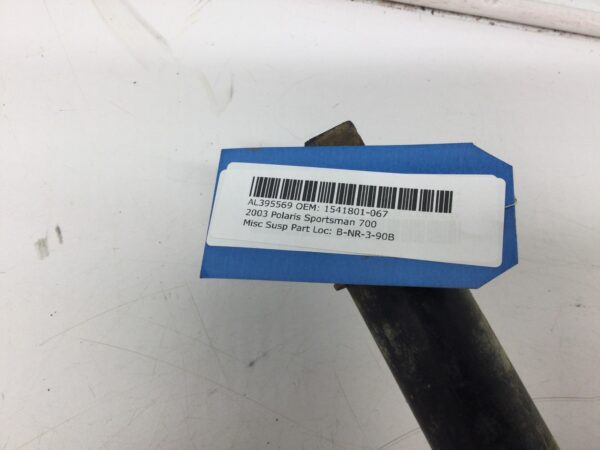 AL395569 OEM: 1541801-067
2003 Polaris Sportsman 700
Misc Susp Part Loc: B-NR-3-90B